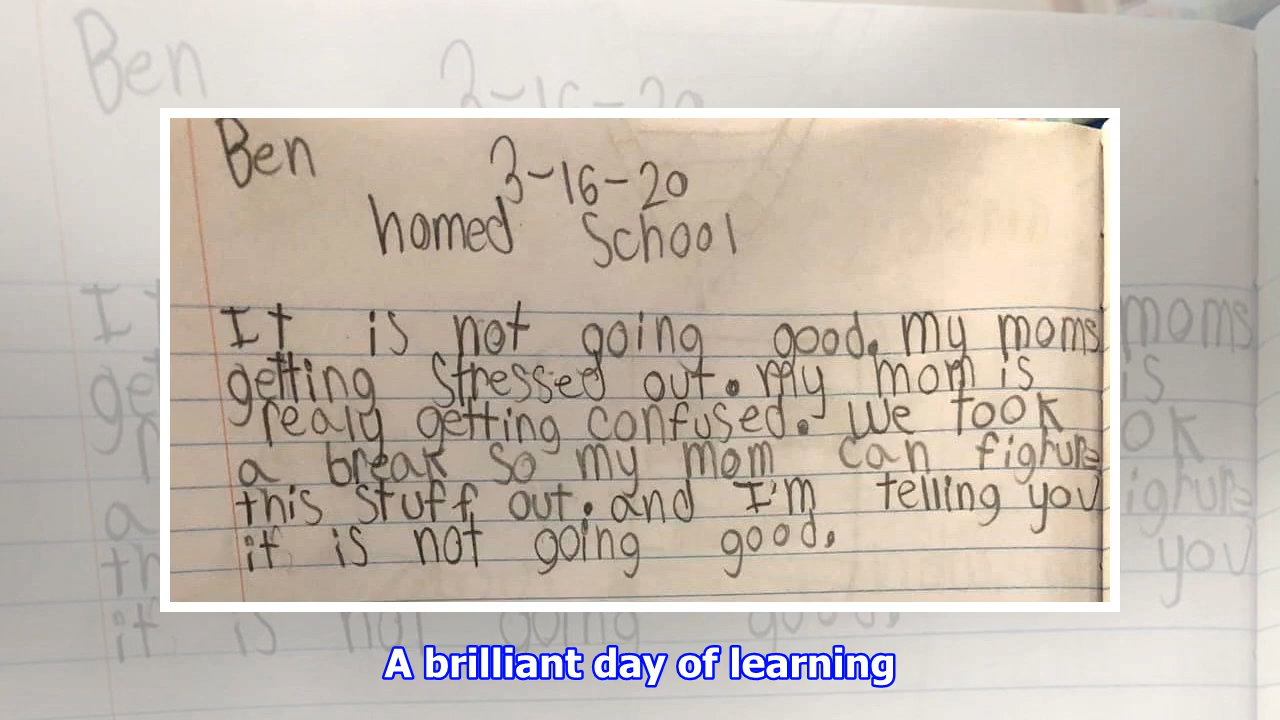 Ben
3-16-20
homed School
It is not going good. my moms
getting stressed out. My mom is
realy getting confused. We took
a break so my mom can fighure
this stuff out. and I'm telling you
it is not going good.
A brilliant day of learning